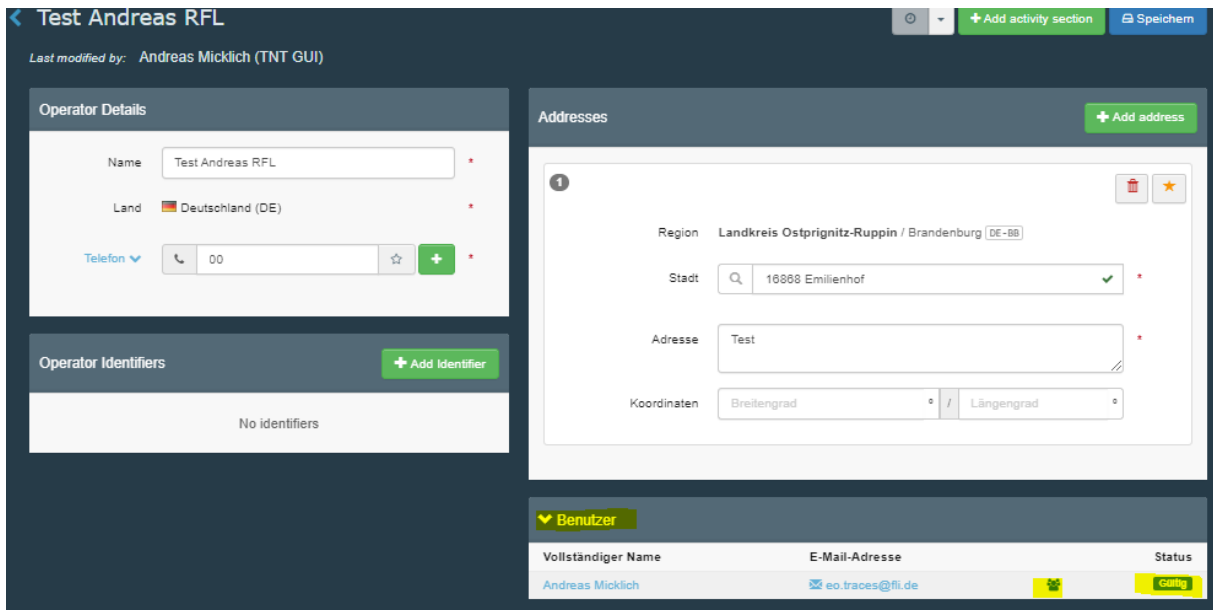 Test Andreas RFL
+ Add activity section
Speichern
Last modified by: Andreas Micklich (TNT GUI)
Operator Details
Name Test Andreas RFL *
Land Deutschland (DE) *
Telefon 00 + *
Operator Identifiers
+ Add Identifier
No identifiers
Addresses
+ Add address
1
Region Landkreis Ostprignitz-Ruppin / Brandenburg DE-BB
Stadt 16868 Emilienhof *
Adresse Test *
Koordinaten Breitengrad ° / Längengrad °
Benutzer
Vollständiger Name E-Mail-Adresse Status
Andreas Micklich eo.traces@fli.de Gültig